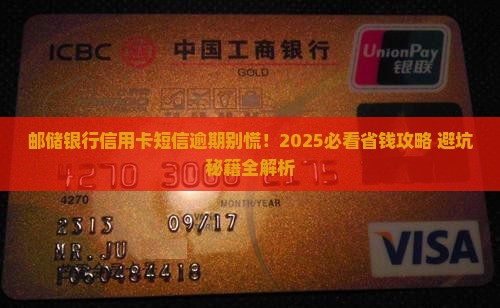 ICBC 中国工商银行
GOLD
UnionPay
银联
邮储银行信用卡短信逾期别慌！2025必看省钱攻略 避坑
秘籍全解析
4270
MONTH/YEAR
2313 09/17
MR.JU
VISA